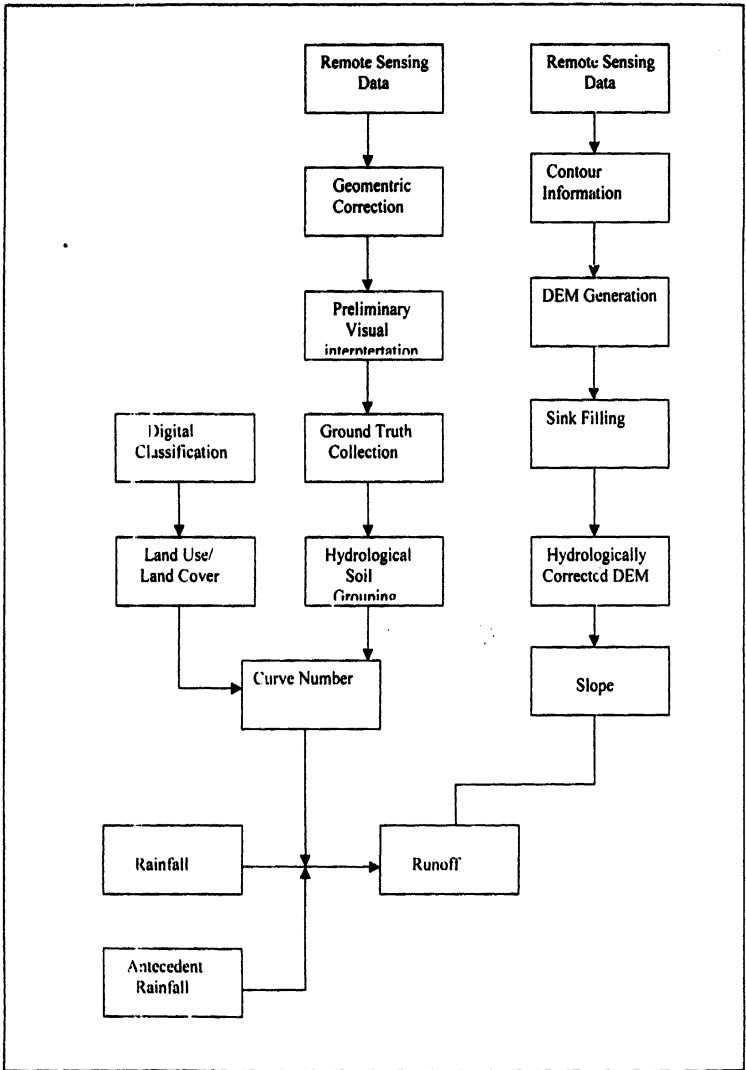 Remote Sensing
Data
Remote Sensing
Data
Geomentric
Correction
Contour
Information
Preliminary
Visual
interptertation
DEM Generation
Digital
Classification
Ground Truth
Collection
Sink Filling
Land Use/
Land Cover
Hydrological
Soil
Grouping
Hydrologically
Corrected DEM
Curve Number
Slope
Rainfall
Runoff
Antecedent
Rainfall